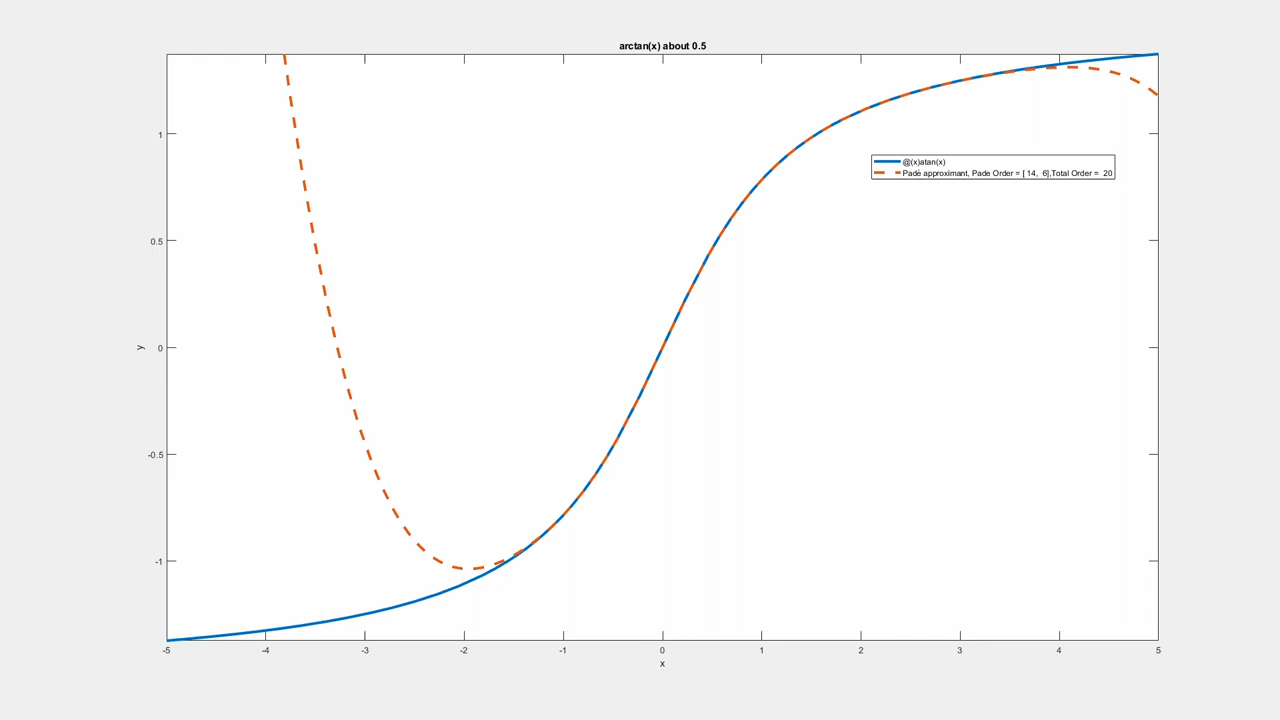 arctan(x) about 0.5
@(x)atan(x)
Padé approximant, Pade Order = [ 14,  6],Total Order =  20
1
0.5
0
-0.5
-1
y
-5 -4 -3 -2 -1 0 1 2 3 4 5
x